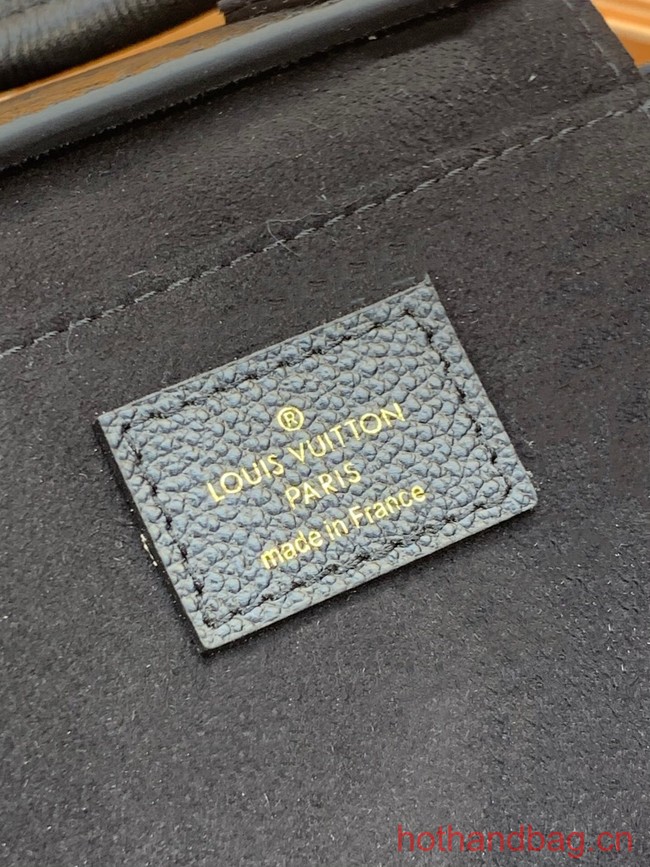 ®
LOUIS VUITTON
PARIS
made in France
hothandbag.cn